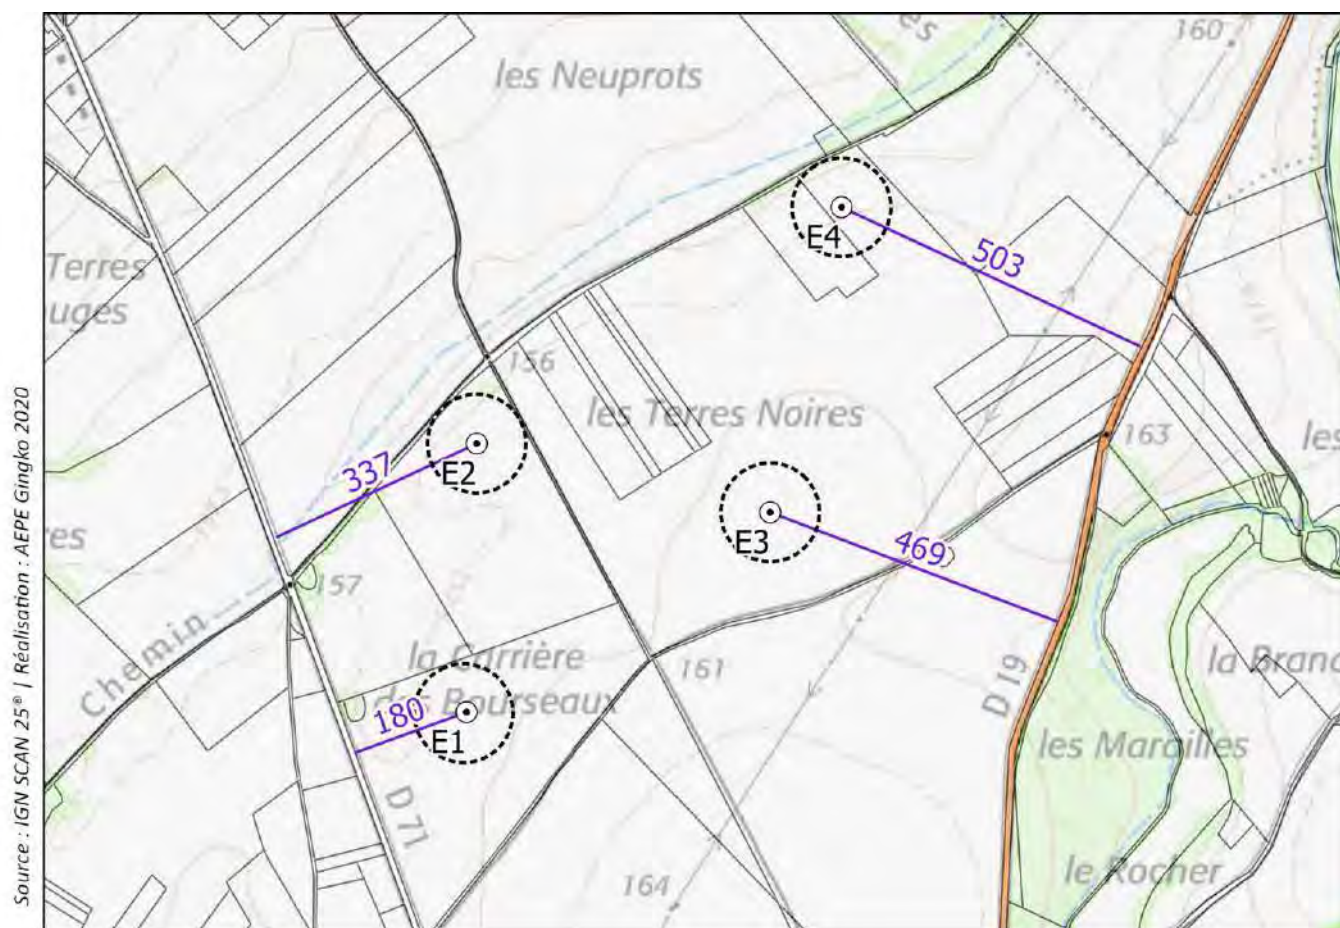 160
les Neuprots
E4
Terres
uges
503
156
les Terres Noires
163
les
337
E2
E3
469
res
157
Chemin
la Carrière
des Bourseaux
161
la Branc
180
E1
D 19
les Marailles
D 71
le Rocher
164
Source : IGN SCAN 25® | Réalisation : AEPE Gingko 2020